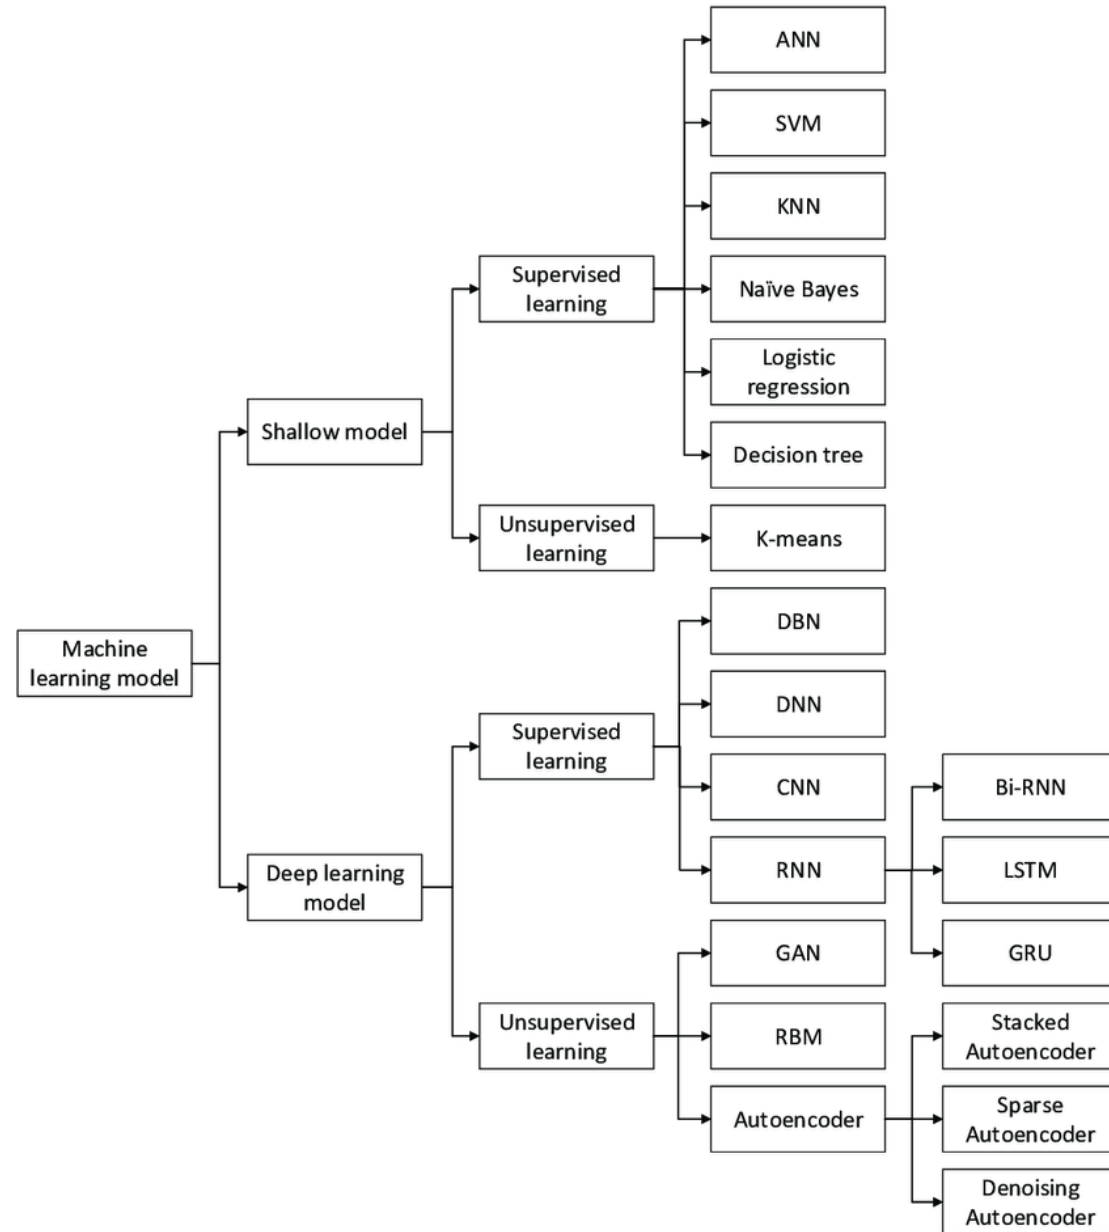 ANN
SVM
KNN
Supervised
learning
Naïve Bayes
Logistic
regression
Shallow model
Decision tree
Unsupervised
learning
K-means
Machine
learning model
DBN
DNN
Supervised
learning
CNN
Bi-RNN
Deep learning
model
RNN
LSTM
GAN
GRU
Unsupervised
learning
RBM
Stacked
Autoencoder
Autoencoder
Sparse
Autoencoder
Denoising
Autoencoder